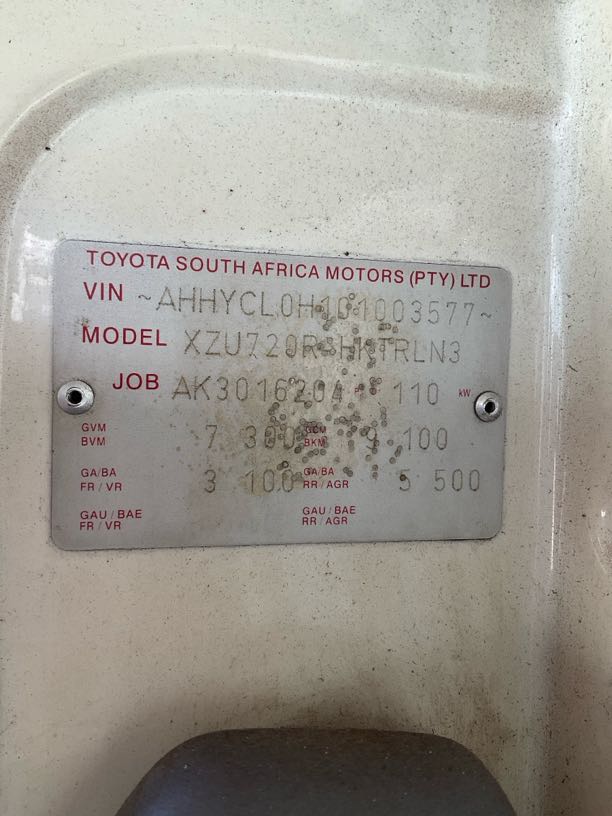 TOYOTA SOUTH AFRICA MOTORS (PTY) LTD
VIN ~AHHYCL0H101003577~
MODEL XZU720R-HKTRLN3
JOB AK3016204 110 kW
GVM 7 300 GCM 9 100
BVM BKM
GA/BA 3 100 GA/BA 5 500
FR / VR RR / AGR
GAU / BAE GAU / BAE
FR / VR RR / AGR